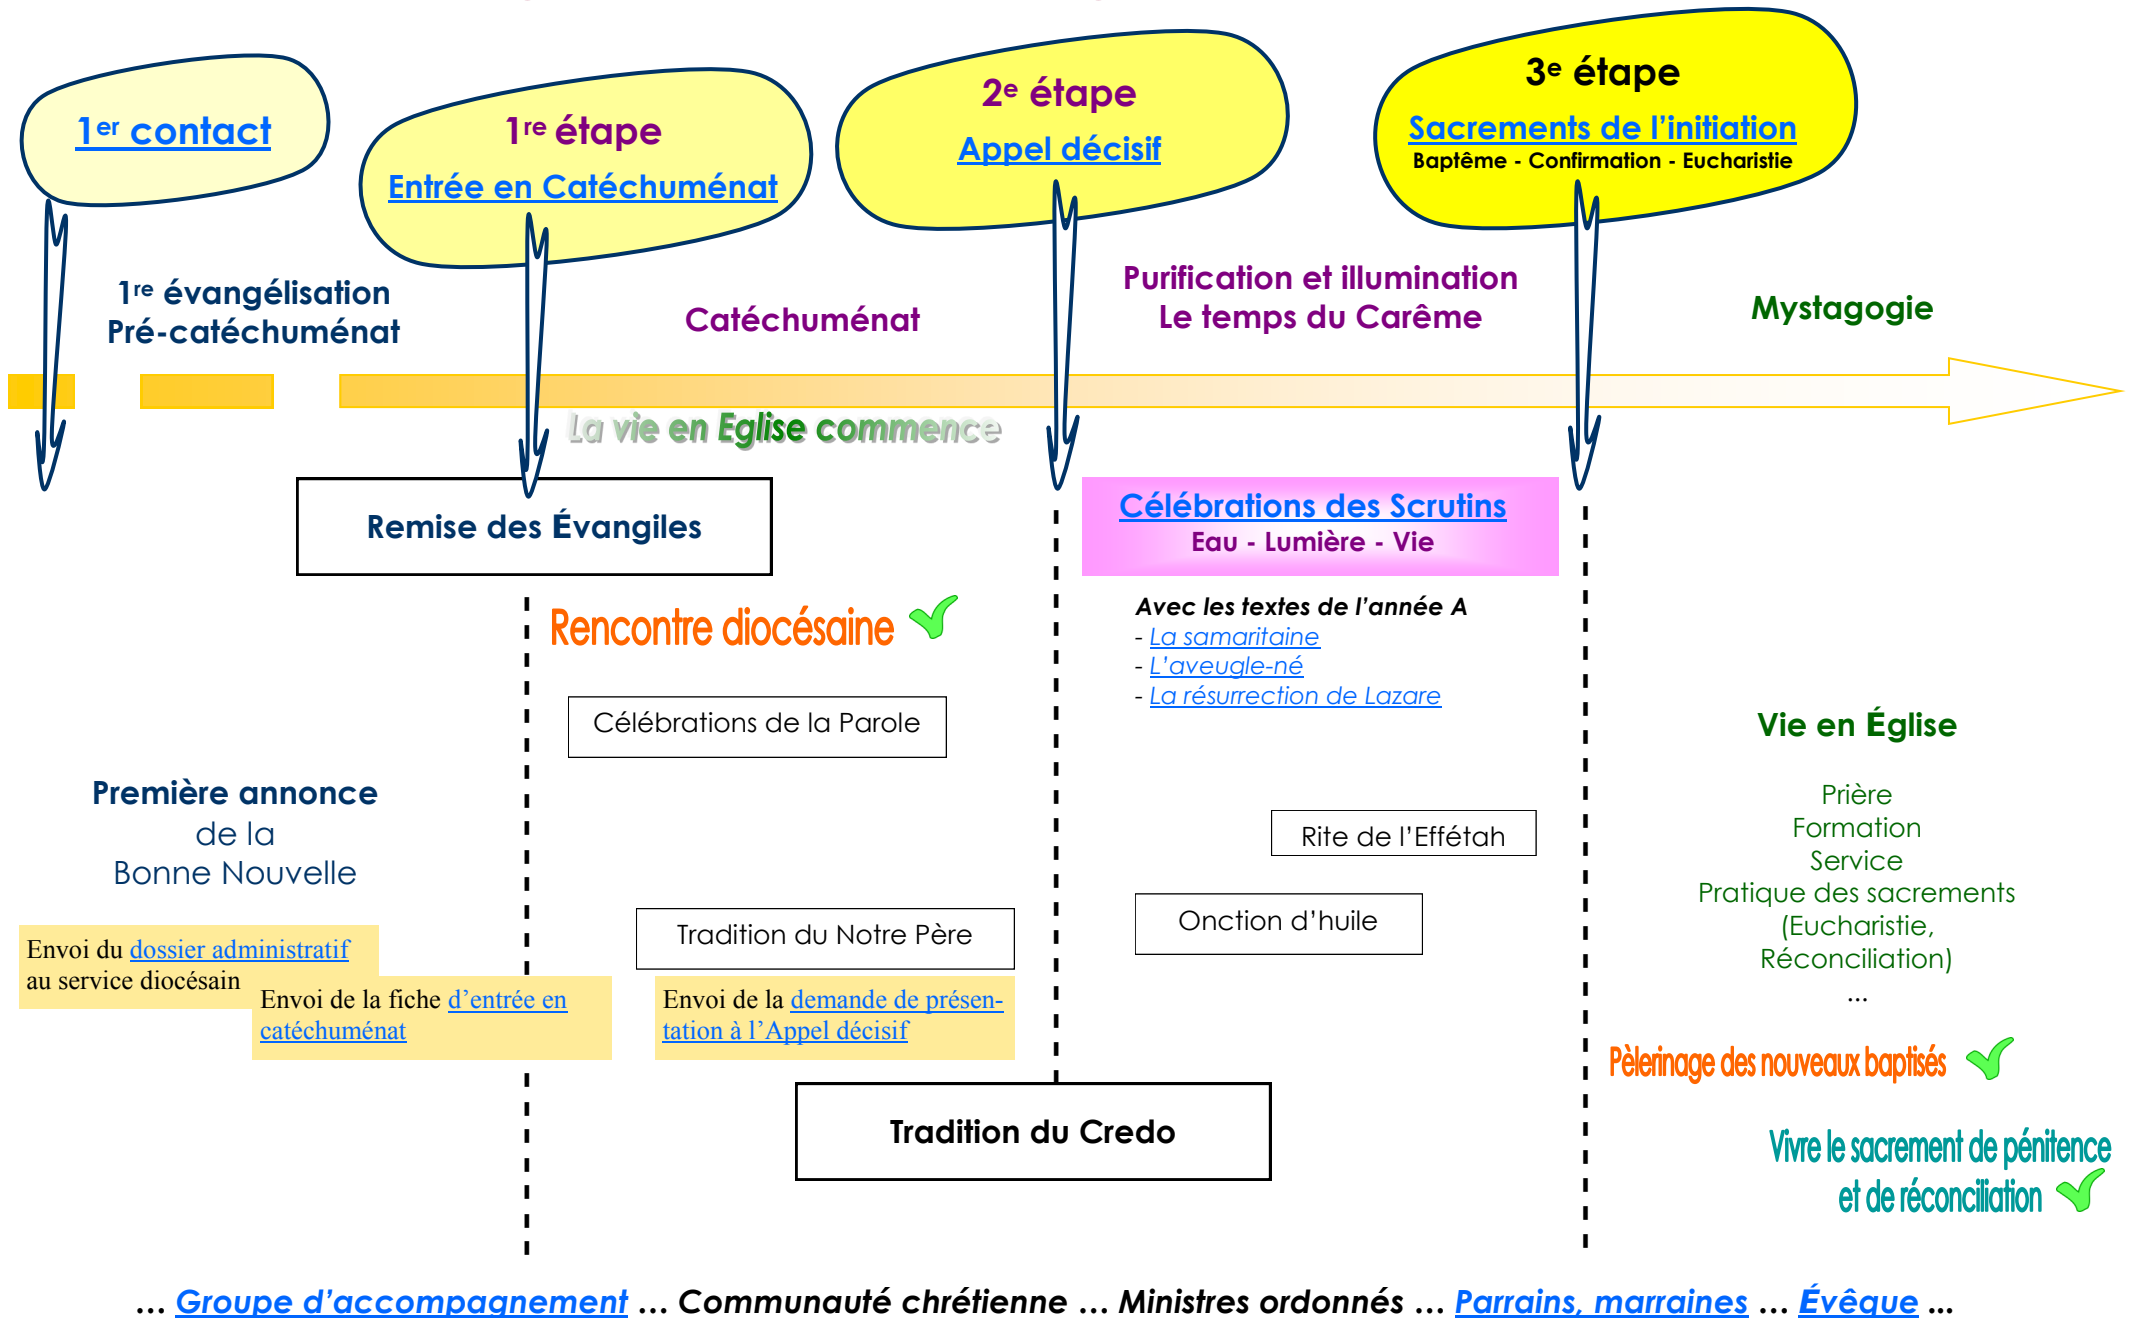 1er contact
1re étape
Entrée en Catéchuménat
2e étape
Appel décisif
3e étape
Sacrements de l'initiation
Baptême - Confirmation - Eucharistie
1re évangélisation
Pré-catéchuménat
Catéchuménat
Purification et illumination
Le temps du Carême
Mystagogie
La vie en Eglise commence
Remise des Évangiles
Célébrations des Scrutins
Eau - Lumière - Vie
Rencontre diocésaine
Avec les textes de l'année A
- La samaritaine
- L'aveugle-né
- La résurrection de Lazare
Célébrations de la Parole
Vie en Église
Première annonce
de la
Bonne Nouvelle
Prière
Formation
Service
Pratique des sacrements
(Eucharistie,
Réconciliation)
...
Rite de l'Effétah
Onction d'huile
Tradition du Notre Père
Envoi du dossier administratif
au service diocésain
Envoi de la fiche d'entrée en
catéchuménat
Envoi de la demande de présen-
tation à l'Appel décisif
Pèlerinage des nouveaux baptisés
Tradition du Credo
Vivre le sacrement de pénitence
et de réconciliation
... Groupe d'accompagnement ... Communauté chrétienne ... Ministres ordonnés ... Parrains, marraines ... Évêque ...